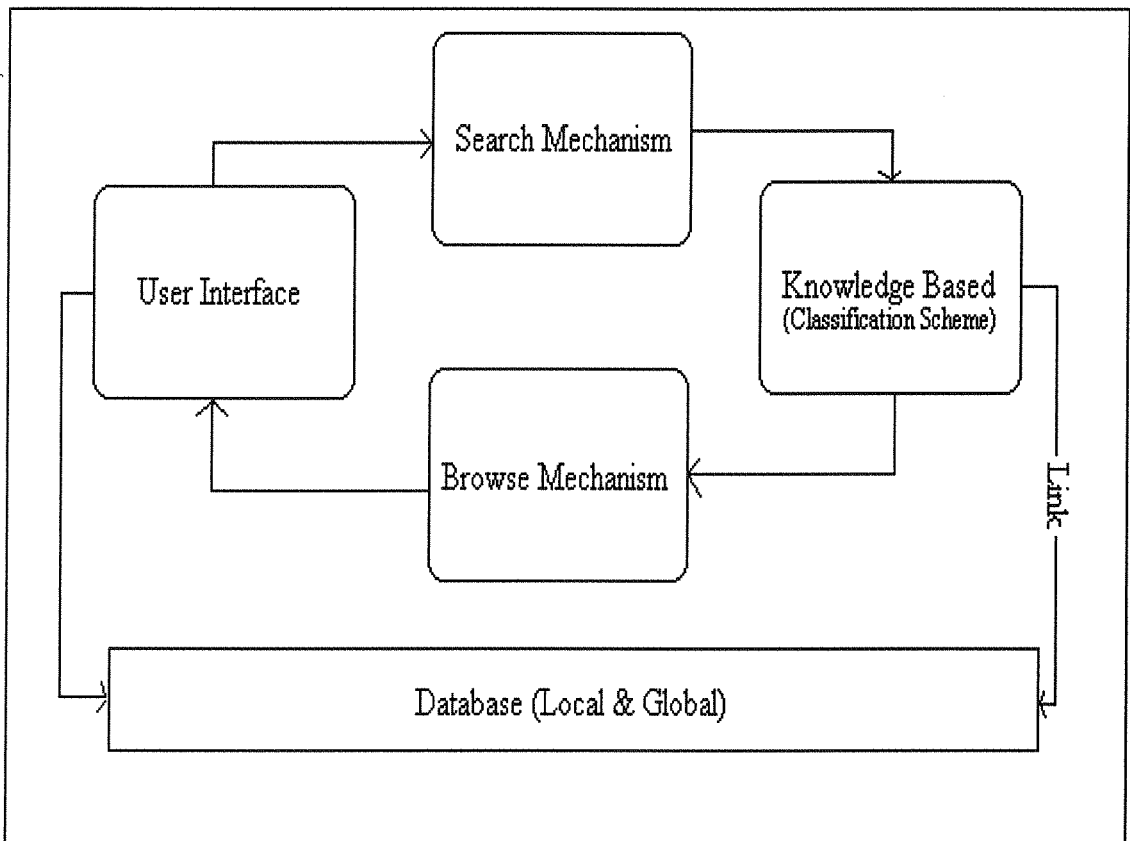 Search Mechanism
User Interface
Knowledge Based
(Classification Scheme)
Browse Mechanism
Link
Database (Local & Global)